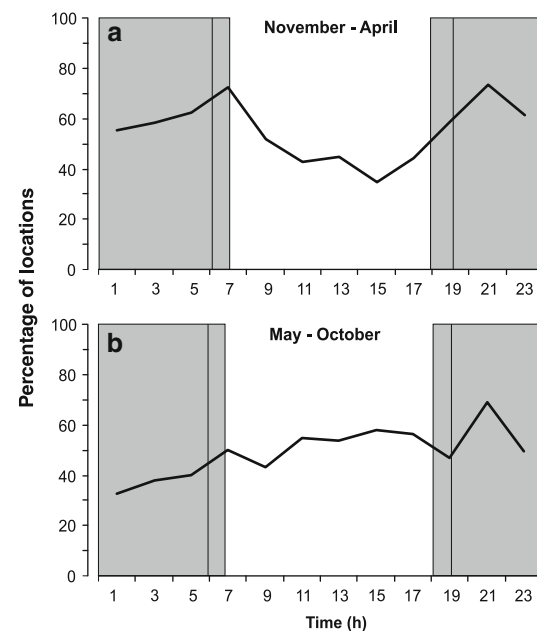 a
November - April
100
80
60
40
20
0
1 3 5 7 9 11 13 15 17 19 21 23
Percentage of locations
b
May - October
100
80
60
40
20
0
1 3 5 7 9 11 13 15 17 19 21 23
Time (h)